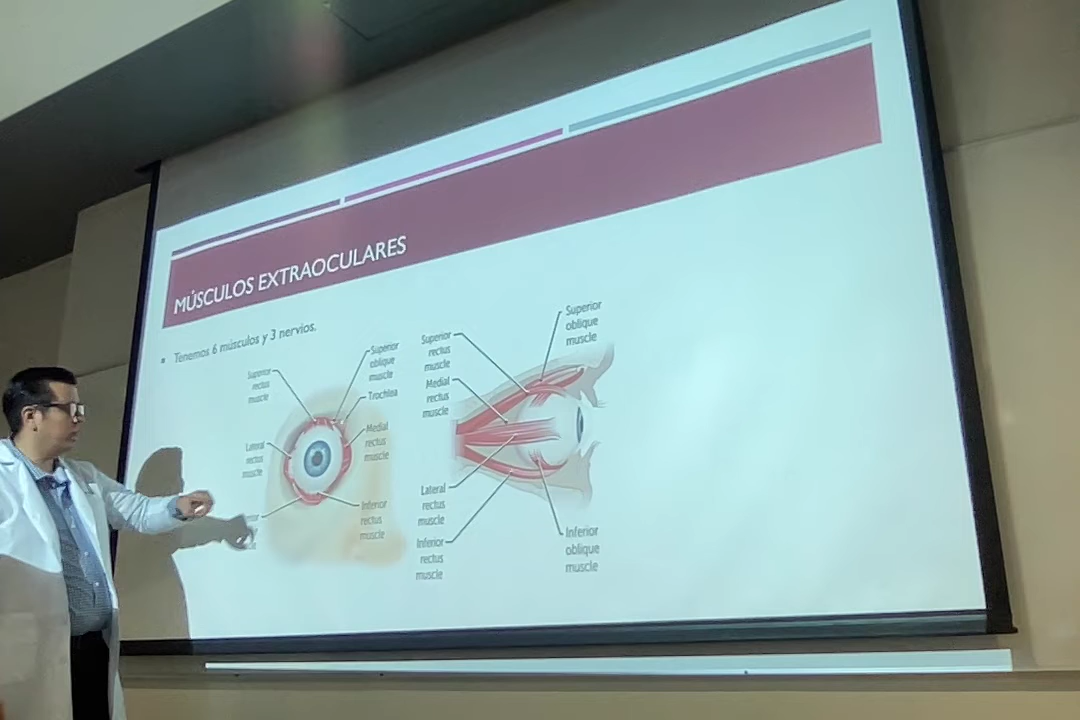 MÚSCULOS EXTRAOCULARES
Tenemos 6 músculos y 3 nervios.
Superior
rectus
muscle
Superior
oblique
muscle
Trochlea
Lateral
rectus
muscle
Medial
rectus
muscle
Inferior
rectus
muscle
Superior
rectus
muscle
Superior
oblique
muscle
Medial
rectus
muscle
Lateral
rectus
muscle
Inferior
rectus
muscle
Inferior
oblique
muscle